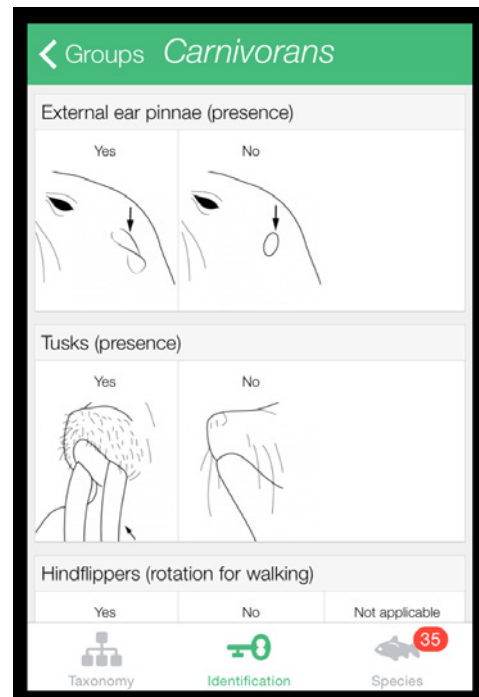 Groups Carnivorans
External ear pinnae (presence)
Yes No
Tusks (presence)
Yes No
Hindflippers (rotation for walking)
Yes No Not applicable
35
Taxonomy Identification Species